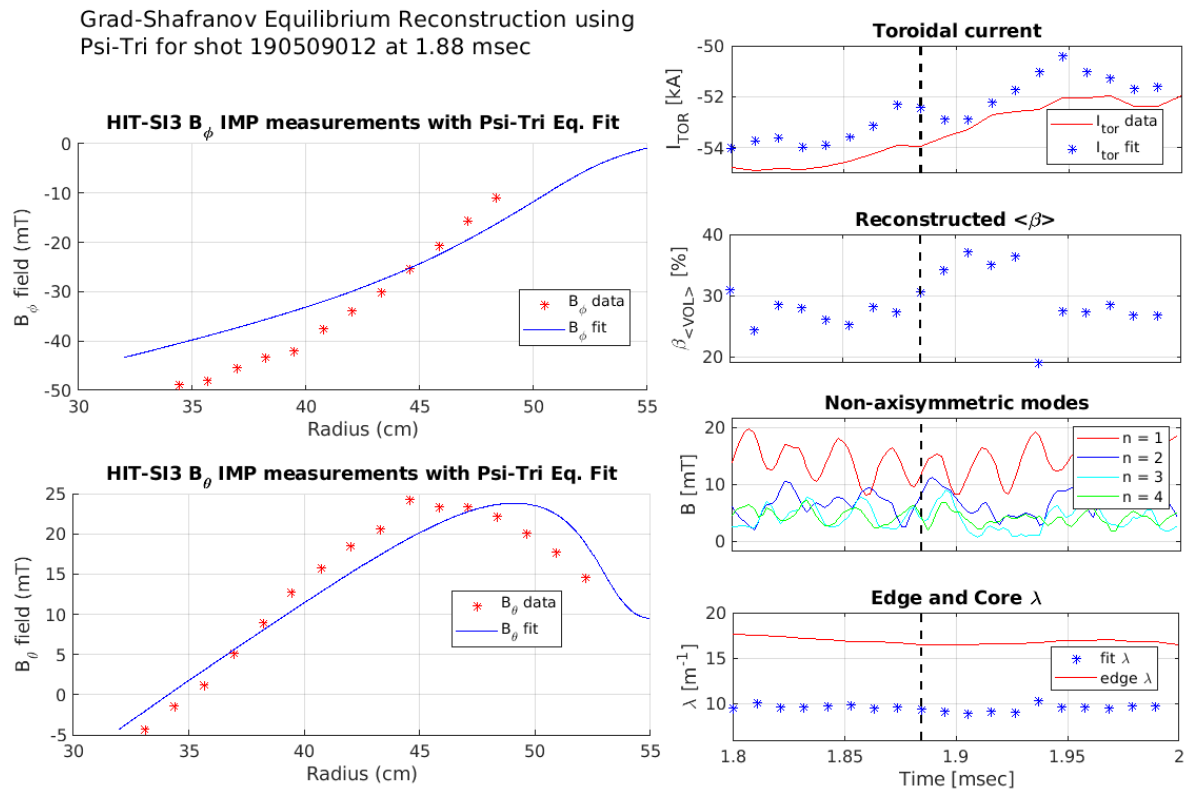 Grad-Shafranov Equilibrium Reconstruction using
Psi-Tri for shot 190509012 at 1.88 msec
HIT-SI3 B_ϕ IMP measurements with Psi-Tri Eq. Fit
B_ϕ field (mT)
0
-10
-20
-30
-40
-50
B_ϕ data
B_ϕ fit
30 35 40 45 50 55
Radius (cm)
HIT-SI3 B_θ IMP measurements with Psi-Tri Eq. Fit
B_θ field (mT)
25
20
15
10
5
0
-5
B_θ data
B_θ fit
30 35 40 45 50 55
Radius (cm)
Toroidal current
I_TOR [kA]
-50
-52
-54
I_tor data
I_tor fit
Reconstructed <β>
β_<VOL> [%]
40
30
20
Non-axisymmetric modes
B [mT]
20
10
0
n = 1
n = 2
n = 3
n = 4
Edge and Core λ
λ [m⁻¹]
20
15
10
fit λ
edge λ
1.8 1.85 1.9 1.95 2
Time [msec]